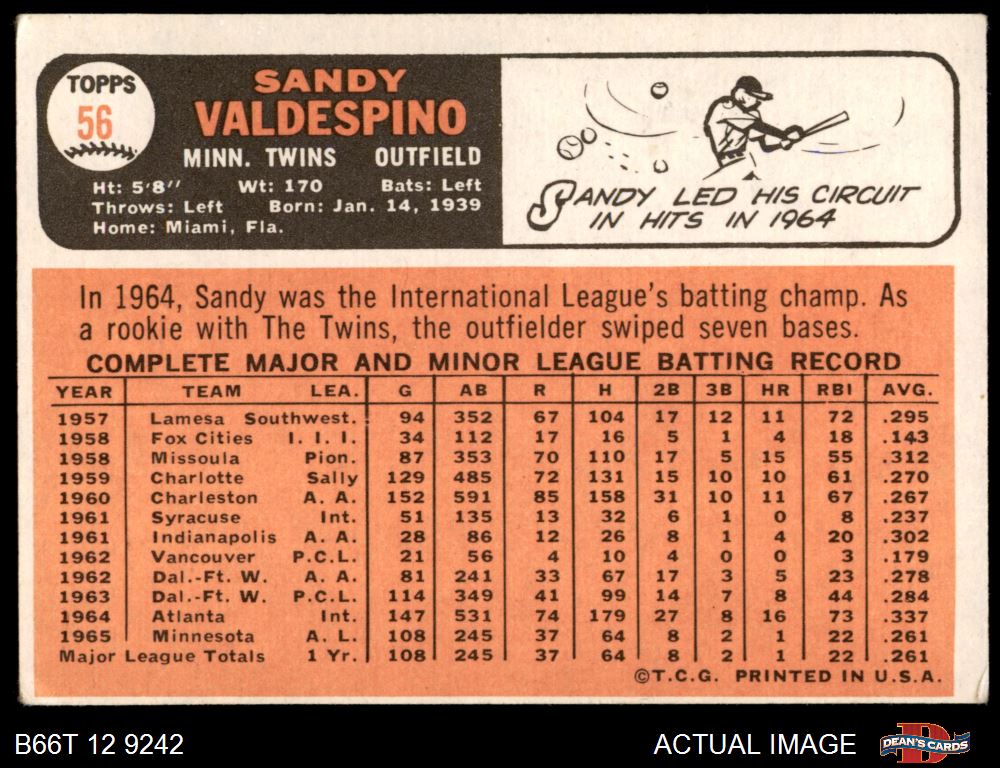 TOPPS
56
SANDY
VALDESPINO
MINN. TWINS OUTFIELD
Ht: 5'8" Wt: 170 Bats: Left
Throws: Left Born: Jan. 14, 1939
Home: Miami, Fla.
SANDY LED HIS CIRCUIT
IN HITS IN 1964
In 1964, Sandy was the International League's batting champ. As
a rookie with The Twins, the outfielder swiped seven bases.
COMPLETE MAJOR AND MINOR LEAGUE BATTING RECORD
YEAR TEAM LEA. G AB R H 2B 3B HR RBI AVG.
1957 Lamesa Southwest. 94 352 67 104 17 12 11 72 .295
1958 Fox Cities I. I. I. 34 112 17 16 5 1 4 18 .143
1958 Missoula Pion. 87 353 70 110 17 5 15 55 .312
1959 Charlotte Sally 129 485 72 131 15 10 10 61 .270
1960 Charleston A. A. 152 591 85 158 31 10 11 67 .267
1961 Syracuse Int. 51 135 13 32 6 1 0 8 .237
1961 Indianapolis A. A. 28 86 12 26 8 1 4 20 .302
1962 Vancouver P.C.L. 21 56 4 10 4 0 0 3 .179
1962 Dal.-Ft. W. A. A. 81 241 33 67 17 3 5 23 .278
1963 Dal.-Ft. W. P.C.L. 114 349 41 99 14 7 8 44 .284
1964 Atlanta Int. 147 531 74 179 27 8 16 73 .337
1965 Minnesota A. L. 108 245 37 64 8 2 1 22 .261
Major League Totals 1 Yr. 108 245 37 64 8 2 1 22 .261
©T.C.G. PRINTED IN U.S.A.
B66T 12 9242
ACTUAL IMAGE
DEAN'S CARDS